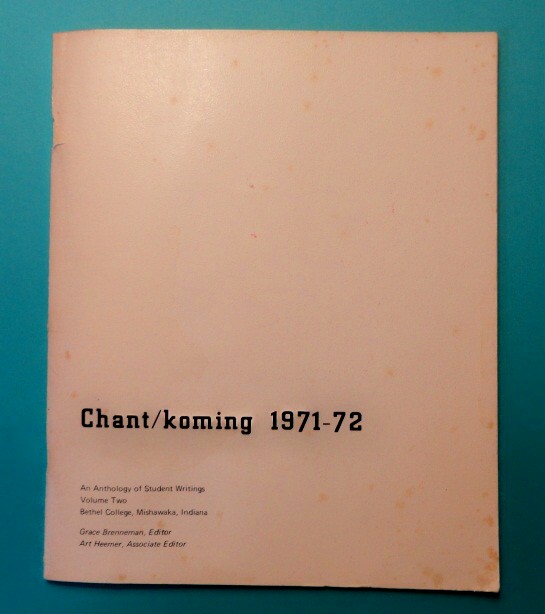 Chant/koming 1971-72
An Anthology of Student Writings
Volume Two
Bethel College, Mishawaka, Indiana
Grace Brenneman, Editor
Art Heemer, Associate Editor